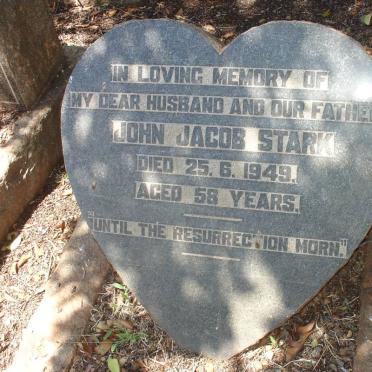 IN LOVING MEMORY OF
MY DEAR HUSBAND AND OUR FATHER
JOHN JACOB STARK
DIED 25.6.1949.
AGED 58 YEARS.
"UNTIL THE RESURRECTION MORN."